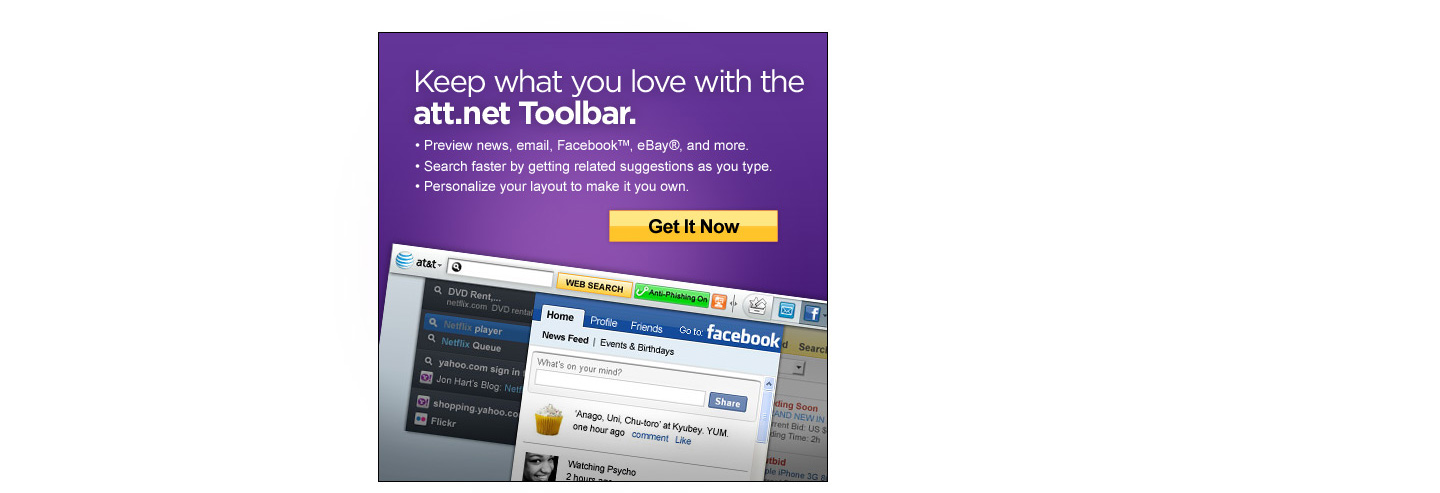 Keep what you love with the
att.net Toolbar.
• Preview news, email, Facebook™, eBay®, and more.
• Search faster by getting related suggestions as you type.
• Personalize your layout to make it you own.
Get It Now
at&t
WEB SEARCH
Anti-Phishing On
DVD Rent,...
netflix.com DVD rental
Netflix player
Netflix Queue
yahoo.com sign in
Jon Hart's Blog: Netf
shopping.yahoo.co
Flickr
Home Profile Friends Go to: facebook
News Feed | Events & Birthdays
What's on your mind?
Share
'Anago, Uni, Chu-toro' at Kyubey. YUM.
one hour ago comment Like
Watching Psycho
2 hours ago
Search
ding Soon
AND NEW IN
rrent Bid: US $
ding Time: 2h
utbid
ple iPhone 3G 8